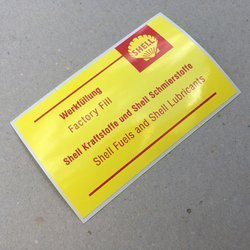 SHELL
Werkfüllung
Factory Fill
Shell Kraftstoffe und Shell Schmierstoffe
Shell Fuels and Shell Lubricants